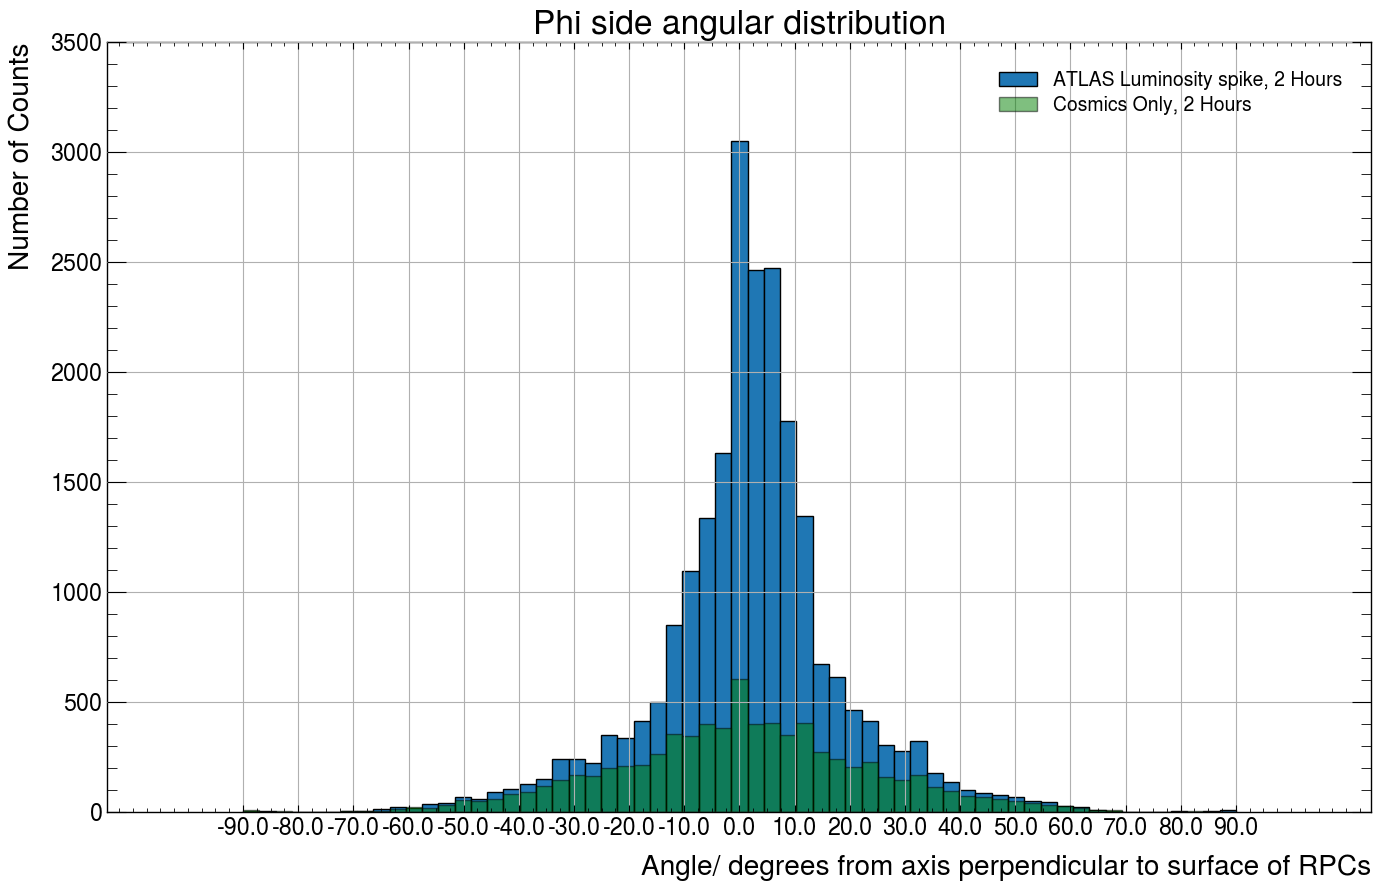 Phi side angular distribution
Number of Counts
3500
3000
2500
2000
1500
1000
500
0
ATLAS Luminosity spike, 2 Hours
Cosmics Only, 2 Hours
-90.0 -80.0 -70.0 -60.0 -50.0 -40.0 -30.0 -20.0 -10.0 0.0 10.0 20.0 30.0 40.0 50.0 60.0 70.0 80.0 90.0
Angle/ degrees from axis perpendicular to surface of RPCs